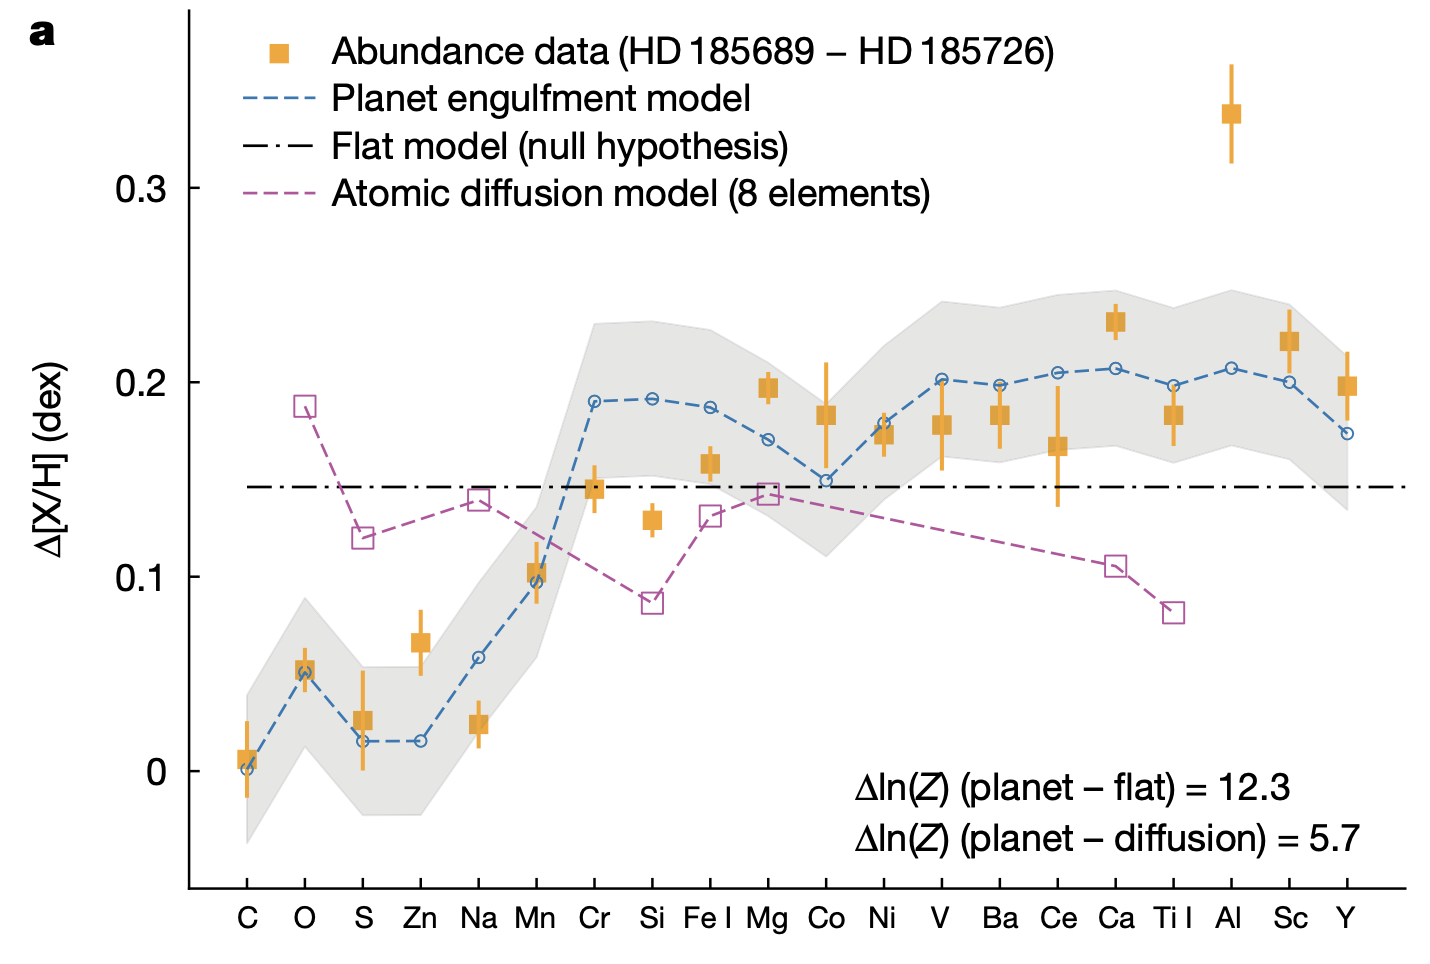 a
Abundance data (HD 185689 – HD 185726)
Planet engulfment model
Flat model (null hypothesis)
Atomic diffusion model (8 elements)
0.3
0.2
0.1
0
Δ[X/H] (dex)
Δln(Z) (planet – flat) = 12.3
Δln(Z) (planet – diffusion) = 5.7
C O S Zn Na Mn Cr Si Fe I Mg Co Ni V Ba Ce Ca Ti I Al Sc Y